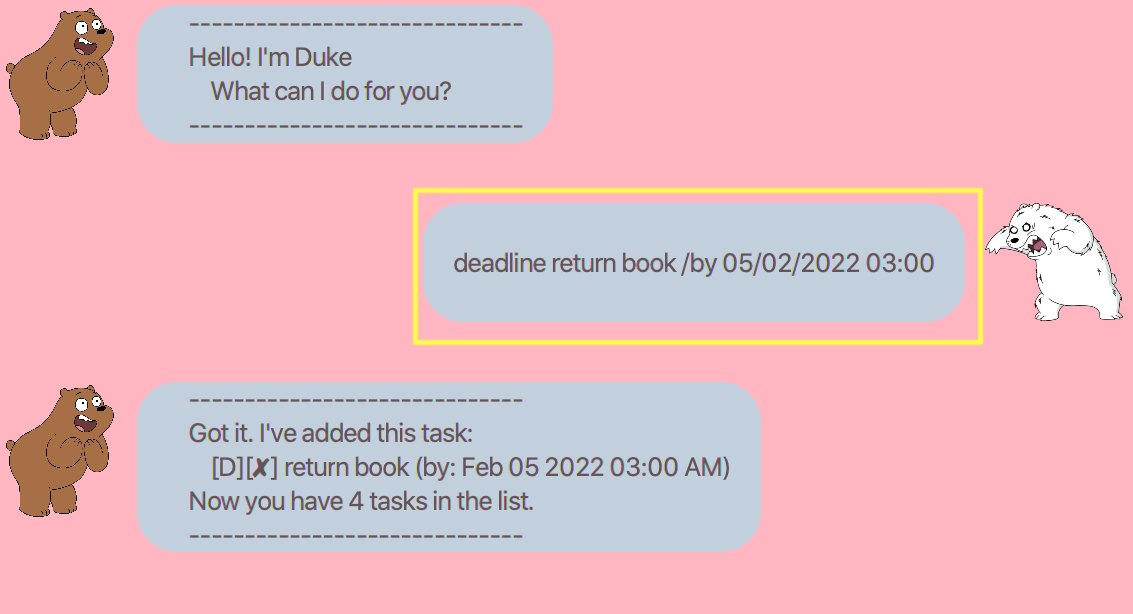 ------------------------------
Hello! I'm Duke
What can I do for you?
------------------------------
deadline return book /by 05/02/2022 03:00
------------------------------
Got it. I've added this task:
[D][✘] return book (by: Feb 05 2022 03:00 AM)
Now you have 4 tasks in the list.
------------------------------